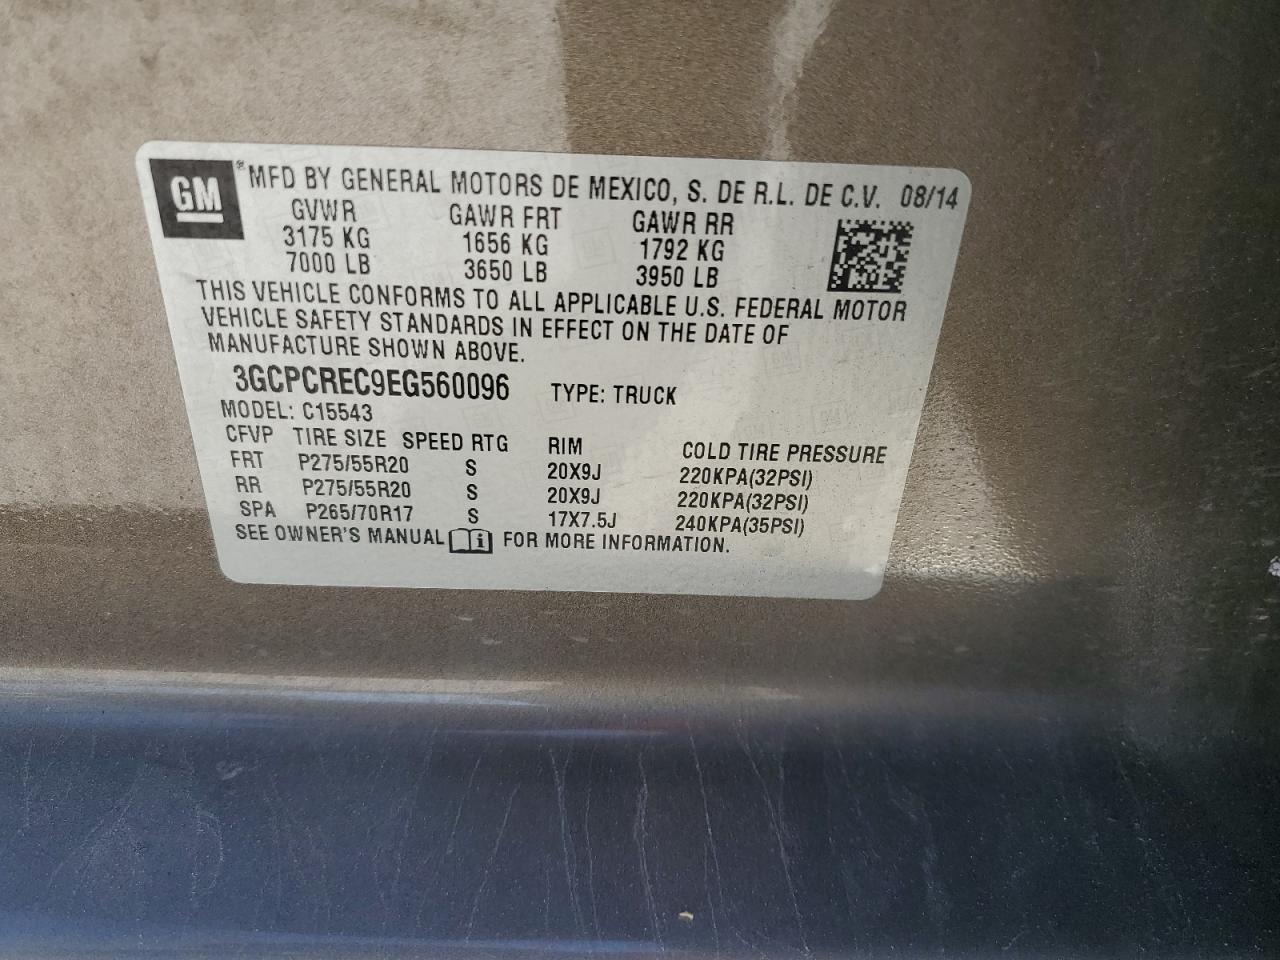 GM ® MFD BY GENERAL MOTORS DE MEXICO, S. DE R.L. DE C.V. 08/14
GVWR GAWR FRT GAWR RR
3175 KG 1656 KG 1792 KG
7000 LB 3650 LB 3950 LB
THIS VEHICLE CONFORMS TO ALL APPLICABLE U.S. FEDERAL MOTOR
VEHICLE SAFETY STANDARDS IN EFFECT ON THE DATE OF
MANUFACTURE SHOWN ABOVE.
3GCPCREC9EG560096 TYPE: TRUCK
MODEL: C15543
CFVP TIRE SIZE SPEED RTG RIM COLD TIRE PRESSURE
FRT P275/55R20 S 20X9J 220KPA(32PSI)
RR P275/55R20 S 20X9J 220KPA(32PSI)
SPA P265/70R17 S 17X7.5J 240KPA(35PSI)
SEE OWNER'S MANUAL i FOR MORE INFORMATION.